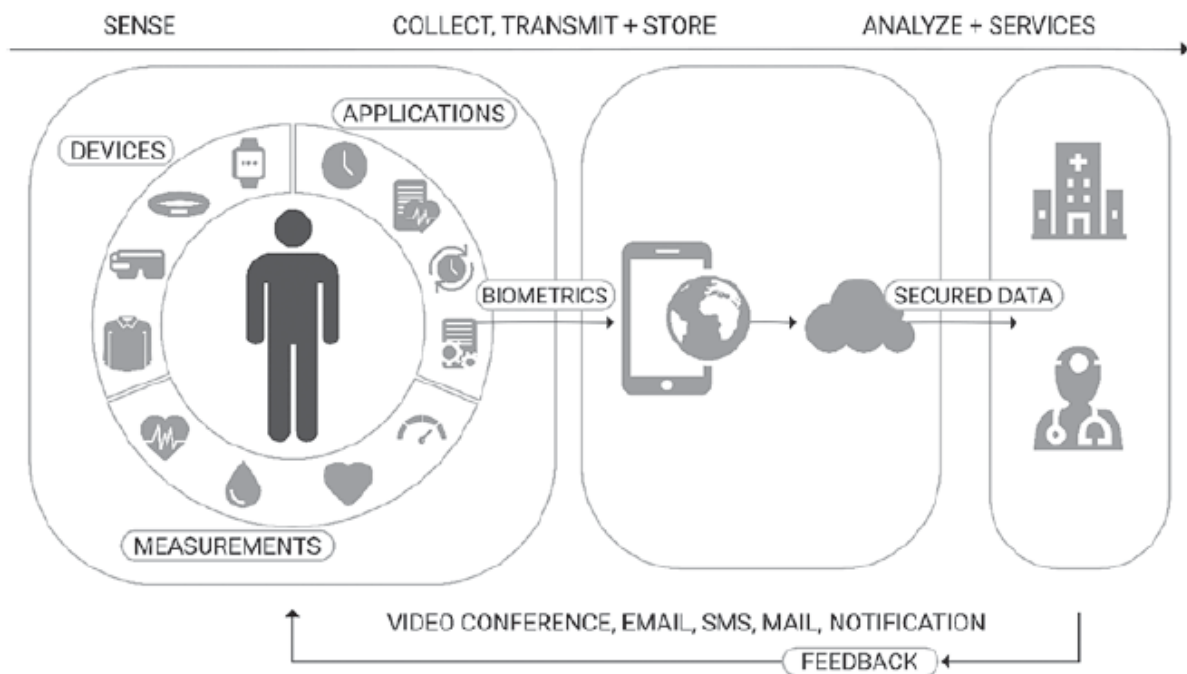 SENSE
COLLECT, TRANSMIT + STORE
ANALYZE + SERVICES
APPLICATIONS
DEVICES
BIOMETRICS
SECURED DATA
MEASUREMENTS
VIDEO CONFERENCE, EMAIL, SMS, MAIL, NOTIFICATION
FEEDBACK